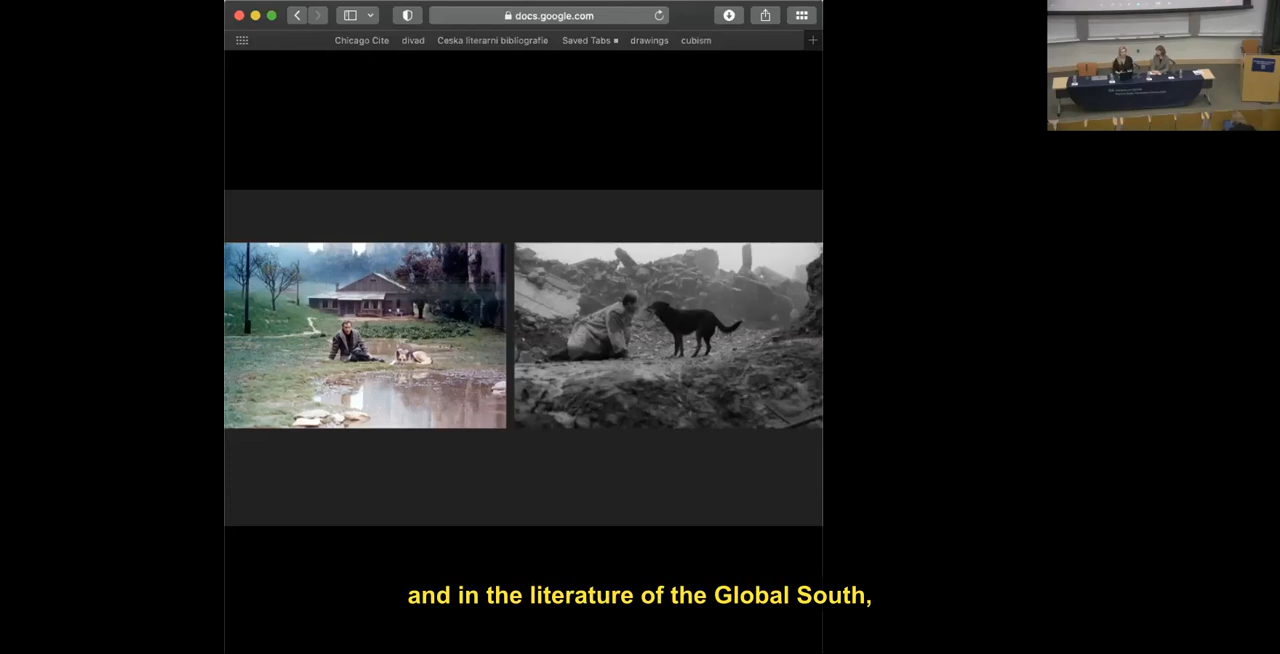 docs.google.com
Chicago Cite divad Ceska literarni bibliografie Saved Tabs drawings cubism
and in the literature of the Global South,